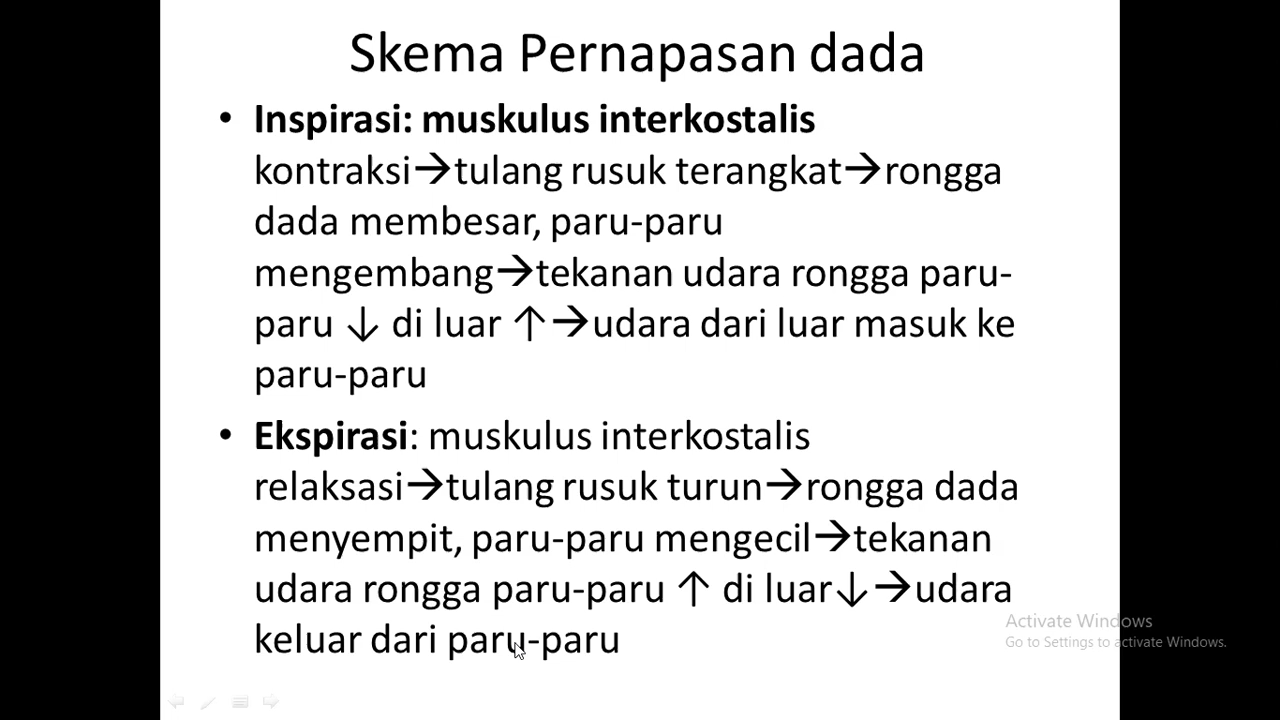 Skema Pernapasan dada
• Inspirasi: muskulus interkostalis
kontraksi→tulang rusuk terangkat→rongga
dada membesar, paru-paru
mengembang→tekanan udara rongga paru-
paru ↓ di luar ↑→udara dari luar masuk ke
paru-paru
• Ekspirasi: muskulus interkostalis
relaksasi→tulang rusuk turun→rongga dada
menyempit, paru-paru mengecil→tekanan
udara rongga paru-paru ↑ di luar↓→udara
keluar dari paru-paru
Activate Windows
Go to Settings to activate Windows.